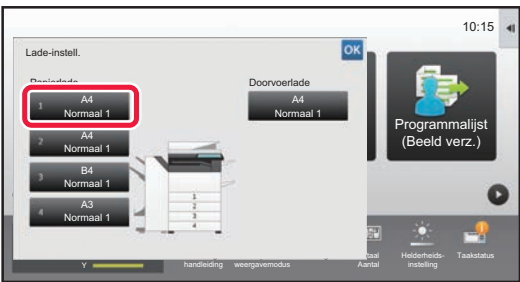 10:15
Lade-instell.
OK
Papierlade
Doorvoerlade
1 A4
Normaal 1
A4
Normaal 1
2 A4
Normaal 1
3 B4
Normaal 1
4 A3
Normaal 1
1
2
3
4
Programmalijst
(Beeld verz.)
Y
handleiding
weergavemodus
Aantal
Helderheids-
instelling
Taakstatus